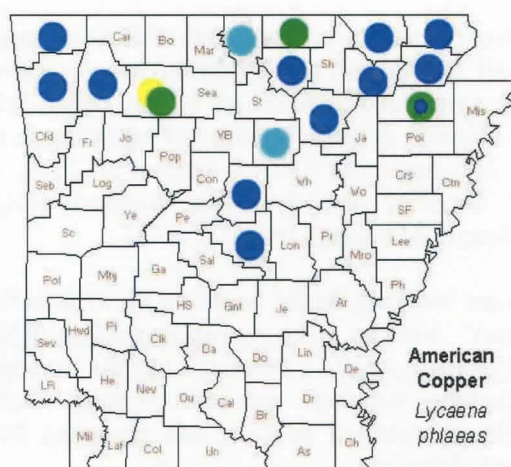 Car Bo Mar Sh
Sea St Mis
Cfd Fr Jo VB Ja Poi
Pop
Seb Log Con Wh Wo Crs Ctn
Ye Pe SF
Sc Sal Lon Pr Lee
Mro
Pol Mty Ga Ph
HS Gnt Je Ar
Sev Hwd Pi Clk
Da Do Lin De
LR He Nev Ou Cal Dr
Br
Mil Laf Col Un As Ch
American
Copper
Lycaena
phlaeas